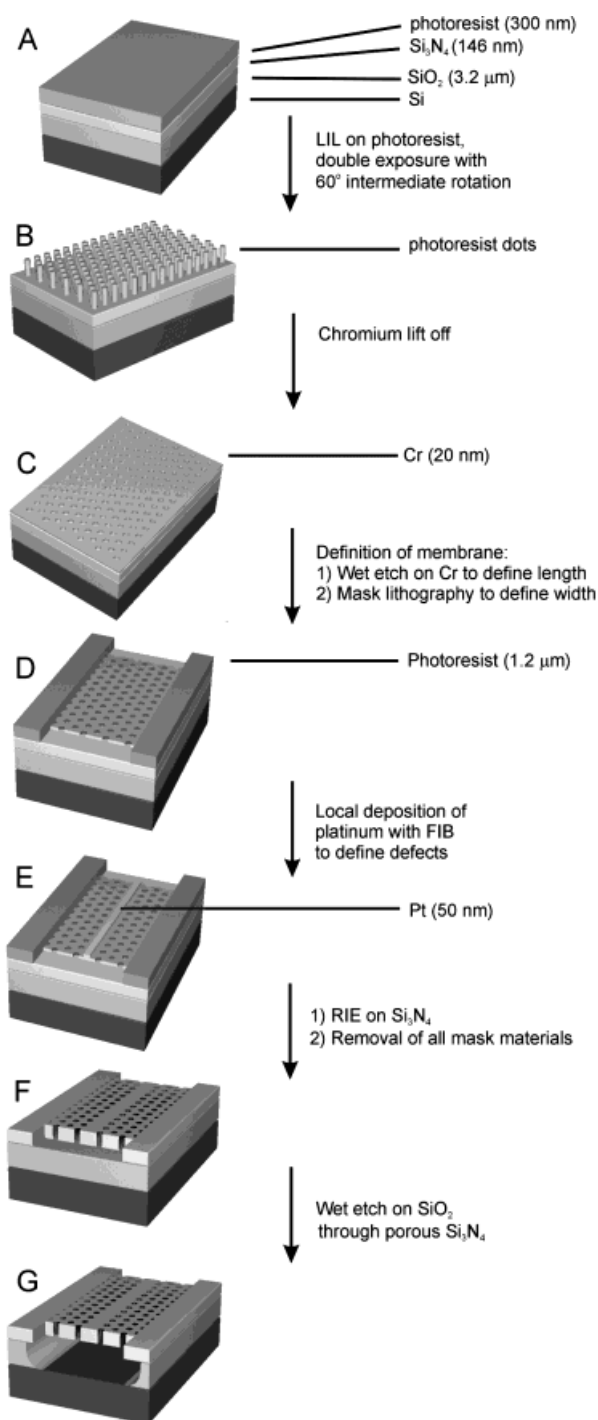 A
photoresist (300 nm)
Si₃N₄ (146 nm)
SiO₂ (3.2 µm)
Si
LIL on photoresist,
double exposure with
60° intermediate rotation
B
photoresist dots
Chromium lift off
C
Cr (20 nm)
Definition of membrane:
1) Wet etch on Cr to define length
2) Mask lithography to define width
D
Photoresist (1.2 µm)
Local deposition of
platinum with FIB
to define defects
E
Pt (50 nm)
1) RIE on Si₃N₄
2) Removal of all mask materials
F
Wet etch on SiO₂
through porous Si₃N₄
G